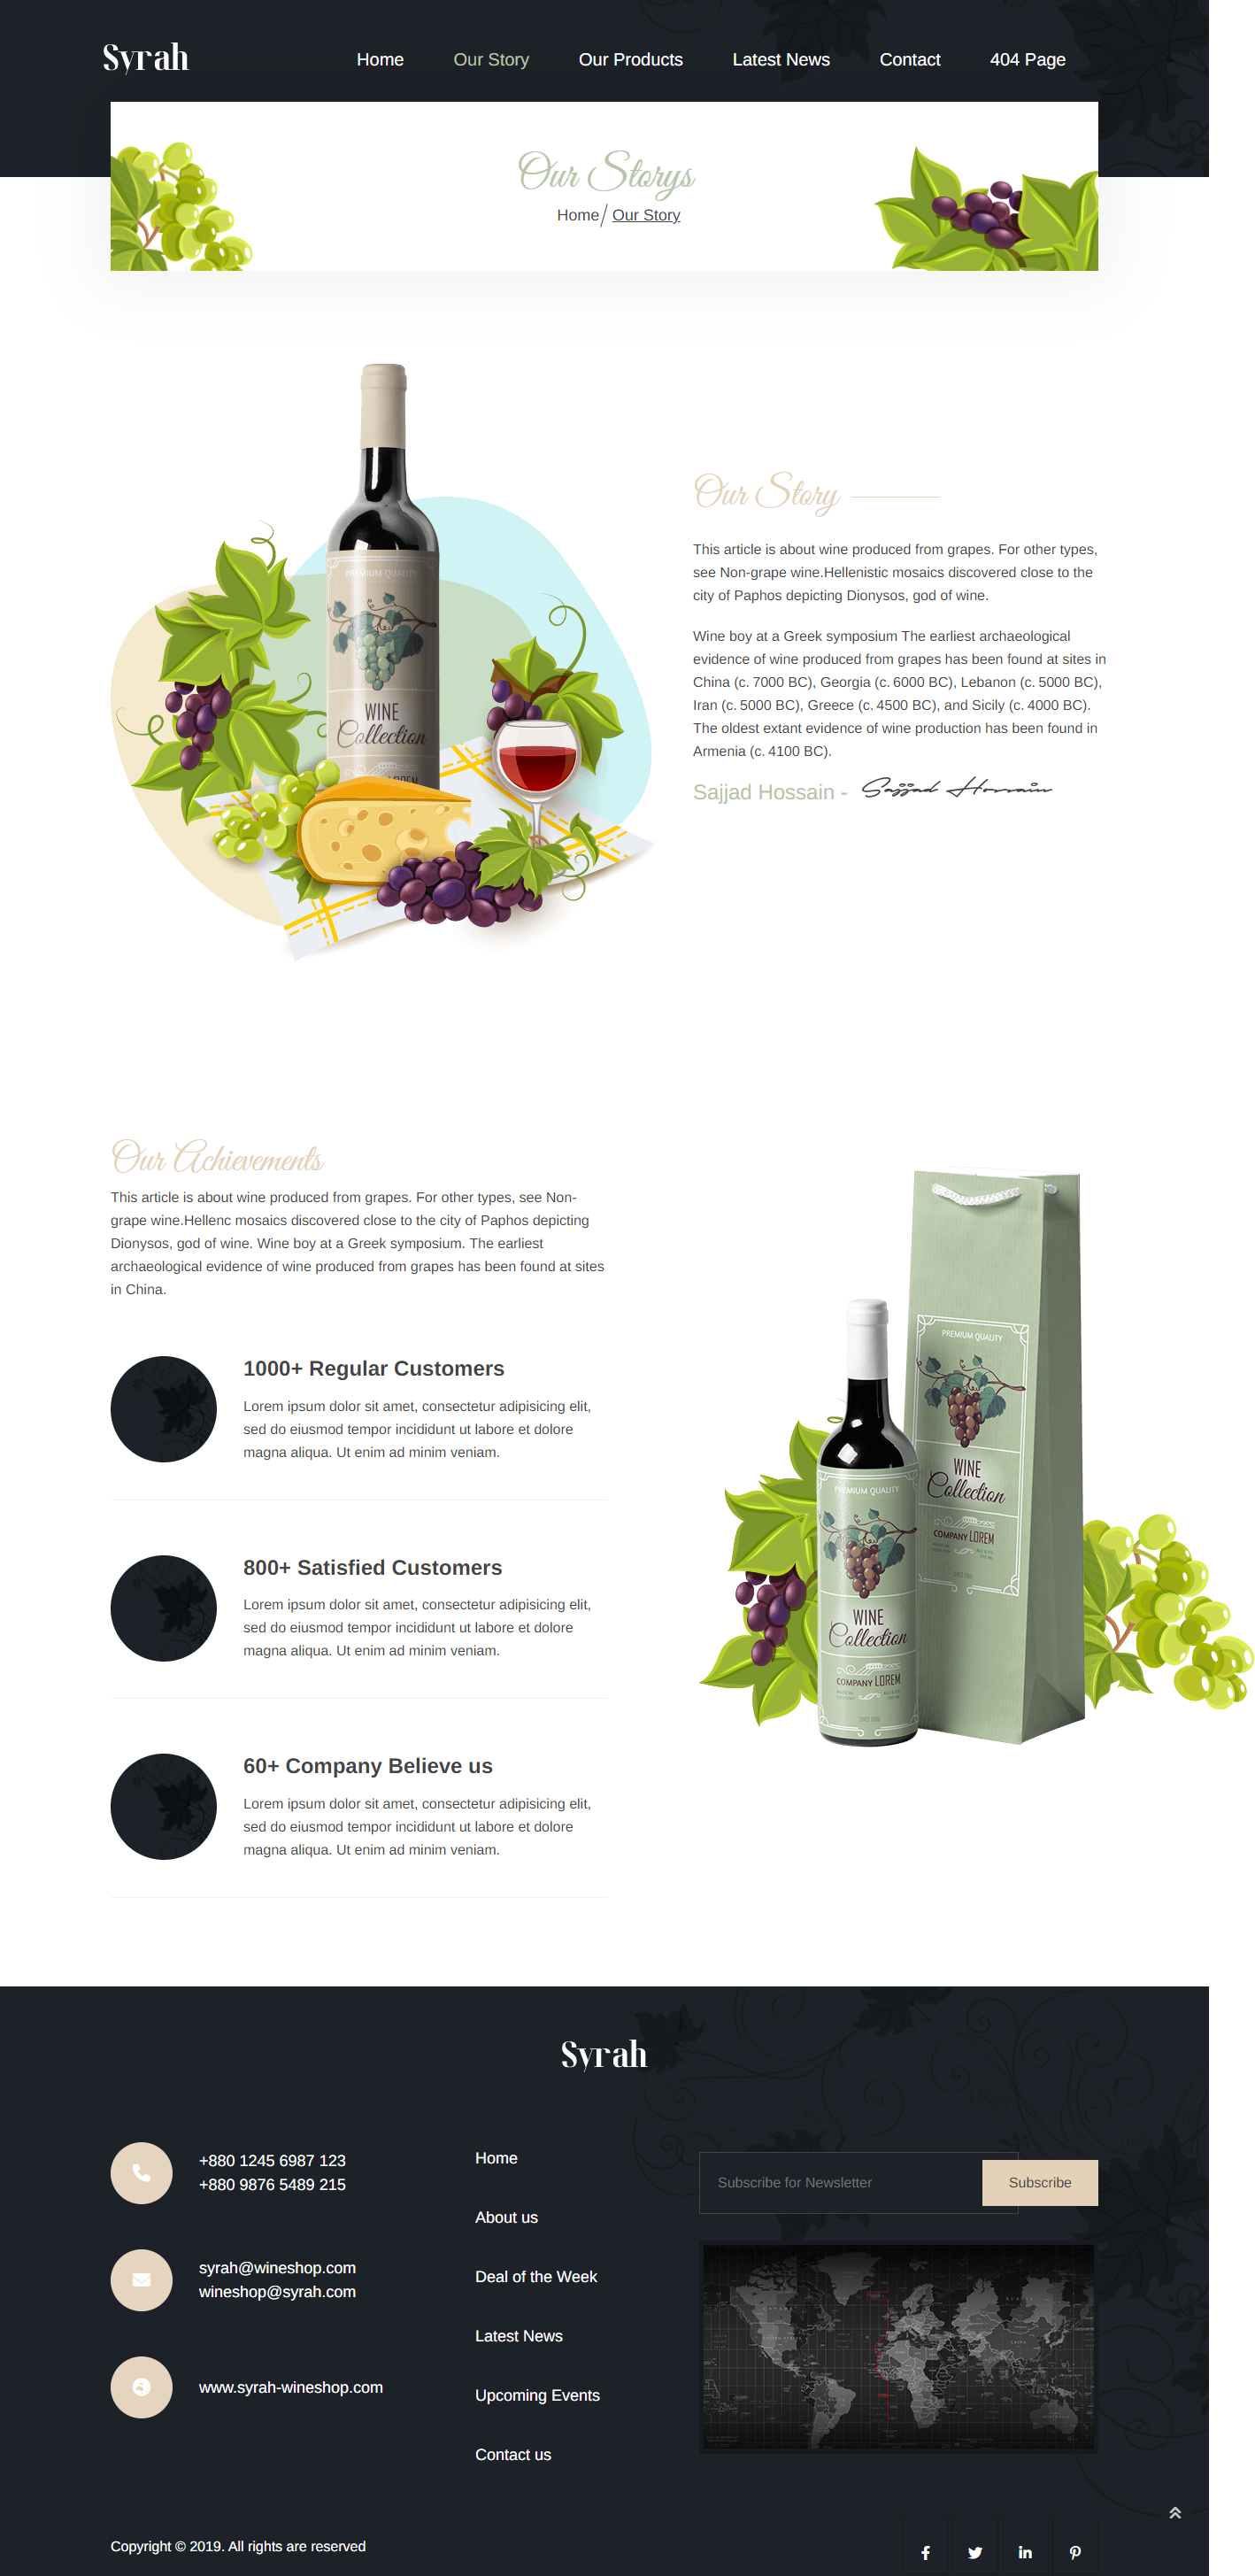 Syrah
Home Our Story Our Products Latest News Contact 404 Page
Our Storys
Home/ Our Story
PREMIUM QUALITY
WINE
Collection
Our Story
This article is about wine produced from grapes. For other types,
see Non-grape wine.Hellenistic mosaics discovered close to the
city of Paphos depicting Dionysos, god of wine.
Wine boy at a Greek symposium The earliest archaeological
evidence of wine produced from grapes has been found at sites in
China (c. 7000 BC), Georgia (c. 6000 BC), Lebanon (c. 5000 BC),
Iran (c. 5000 BC), Greece (c. 4500 BC), and Sicily (c. 4000 BC).
The oldest extant evidence of wine production has been found in
Armenia (c. 4100 BC).
Sajjad Hossain - Sajjad Hossain
Our Achievements
This article is about wine produced from grapes. For other types, see Non-
grape wine.Hellenc mosaics discovered close to the city of Paphos depicting
Dionysos, god of wine. Wine boy at a Greek symposium. The earliest
archaeological evidence of wine produced from grapes has been found at sites
in China.
1000+ Regular Customers
Lorem ipsum dolor sit amet, consectetur adipisicing elit,
sed do eiusmod tempor incididunt ut labore et dolore
magna aliqua. Ut enim ad minim veniam.
800+ Satisfied Customers
Lorem ipsum dolor sit amet, consectetur adipisicing elit,
sed do eiusmod tempor incididunt ut labore et dolore
magna aliqua. Ut enim ad minim veniam.
60+ Company Believe us
Lorem ipsum dolor sit amet, consectetur adipisicing elit,
sed do eiusmod tempor incididunt ut labore et dolore
magna aliqua. Ut enim ad minim veniam.
PREMIUM QUALITY
WINE
Collection
COMPANY LOREM
PREMIUM QUALITY
WINE
Collection
COMPANY LOREM
Syrah
+880 1245 6987 123
+880 9876 5489 215
syrah@wineshop.com
wineshop@syrah.com
www.syrah-wineshop.com
Home
About us
Deal of the Week
Latest News
Upcoming Events
Contact us
Subscribe for Newsletter Subscribe
Copyright © 2019. All rights are reserved